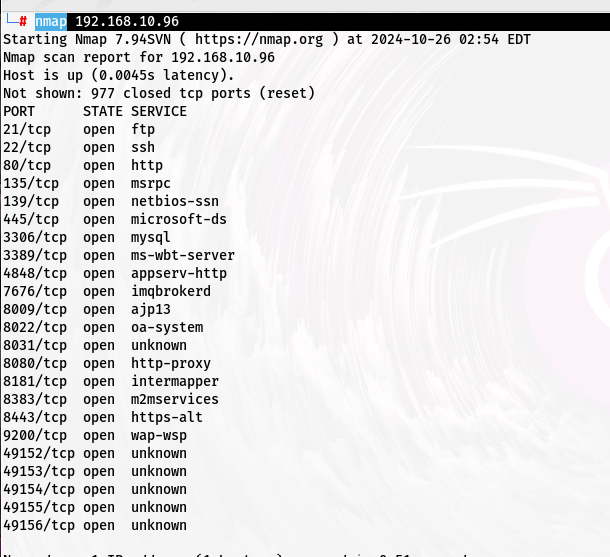 └─# nmap 192.168.10.96
Starting Nmap 7.94SVN ( https://nmap.org ) at 2024-10-26 02:54 EDT
Nmap scan report for 192.168.10.96
Host is up (0.0045s latency).
Not shown: 977 closed tcp ports (reset)
PORT      STATE SERVICE
21/tcp    open  ftp
22/tcp    open  ssh
80/tcp    open  http
135/tcp   open  msrpc
139/tcp   open  netbios-ssn
445/tcp   open  microsoft-ds
3306/tcp  open  mysql
3389/tcp  open  ms-wbt-server
4848/tcp  open  appserv-http
7676/tcp  open  imqbrokerd
8009/tcp  open  ajp13
8022/tcp  open  oa-system
8031/tcp  open  unknown
8080/tcp  open  http-proxy
8181/tcp  open  intermapper
8383/tcp  open  m2mservices
8443/tcp  open  https-alt
9200/tcp  open  wap-wsp
49152/tcp open  unknown
49153/tcp open  unknown
49154/tcp open  unknown
49155/tcp open  unknown
49156/tcp open  unknown